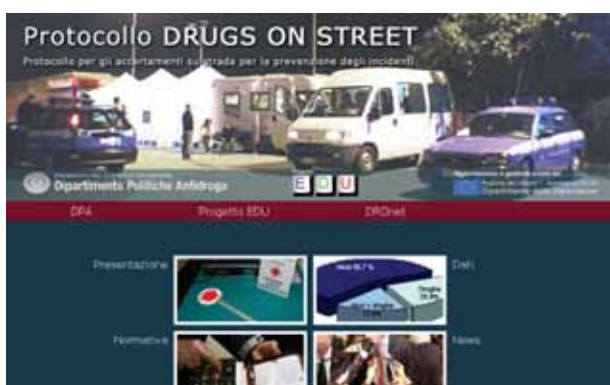 Protocollo DRUGS ON STREET
Protocollo per gli accertamenti su strada per la prevenzione degli incidenti
Dipartimento Politiche Antidroga
E D U
DPA Progetto EDU DROnet
Presentazione
Dati
Normativa
News